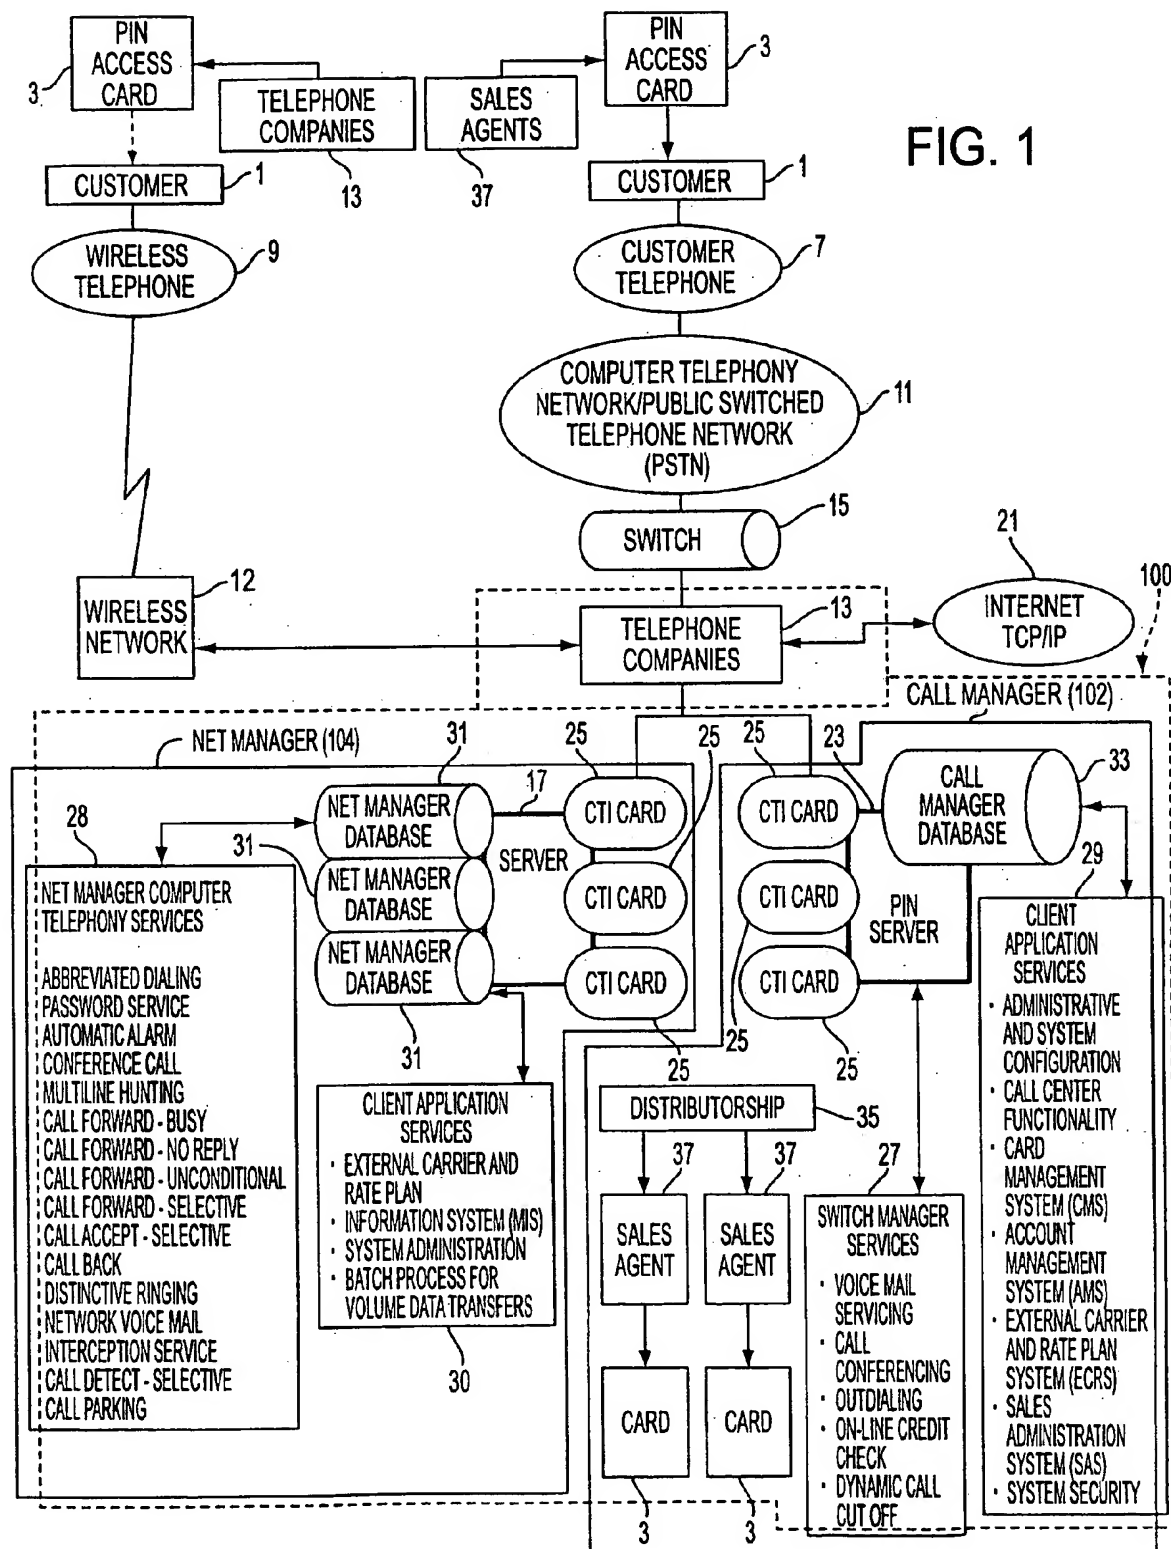 PIN
ACCESS
CARD
3
TELEPHONE
COMPANIES
13
SALES
AGENTS
37
PIN
ACCESS
CARD
3
FIG. 1
CUSTOMER
1
CUSTOMER
1
WIRELESS
TELEPHONE
9
CUSTOMER
TELEPHONE
7
COMPUTER TELEPHONY
NETWORK/PUBLIC SWITCHED
TELEPHONE NETWORK
(PSTN)
11
SWITCH
15
WIRELESS
NETWORK
12
TELEPHONE
COMPANIES
13
INTERNET
TCP/IP
21
100
CALL MANAGER (102)
NET MANAGER (104)
31
25
25
25
23
33
NET MANAGER
DATABASE
17
CTI CARD
SERVER
CTI CARD
CALL
MANAGER
DATABASE
28
31
NET MANAGER
DATABASE
CTI CARD
CTI CARD
PIN
SERVER
29
NET MANAGER
DATABASE
CTI CARD
CTI CARD
31
25
25
25
NET MANAGER COMPUTER
TELEPHONY SERVICES
ABBREVIATED DIALING
PASSWORD SERVICE
AUTOMATIC ALARM
CONFERENCE CALL
MULTILINE HUNTING
CALL FORWARD - BUSY
CALL FORWARD - NO REPLY
CALL FORWARD - UNCONDITIONAL
CALL FORWARD - SELECTIVE
CALL ACCEPT - SELECTIVE
CALL BACK
DISTINCTIVE RINGING
NETWORK VOICE MAIL
INTERCEPTION SERVICE
CALL DETECT - SELECTIVE
CALL PARKING
CLIENT APPLICATION
SERVICES
· EXTERNAL CARRIER AND
RATE PLAN
· INFORMATION SYSTEM (MIS)
· SYSTEM ADMINISTRATION
· BATCH PROCESS FOR
VOLUME DATA TRANSFERS
30
DISTRIBUTORSHIP
35
37
37
SALES
AGENT
SALES
AGENT
CARD
CARD
3
3
27
SWITCH MANAGER
SERVICES
· VOICE MAIL
SERVICING
· CALL
CONFERENCING
· OUTDIALING
· ON-LINE CREDIT
CHECK
· DYNAMIC CALL
CUT OFF
CLIENT
APPLICATION
SERVICES
· ADMINISTRATIVE
AND SYSTEM
CONFIGURATION
· CALL CENTER
FUNCTIONALITY
· CARD
MANAGEMENT
SYSTEM (CMS)
· ACCOUNT
MANAGEMENT
SYSTEM (AMS)
· EXTERNAL CARRIER
AND RATE PLAN
SYSTEM (ECRS)
· SALES
ADMINISTRATION
SYSTEM (SAS)
· SYSTEM SECURITY